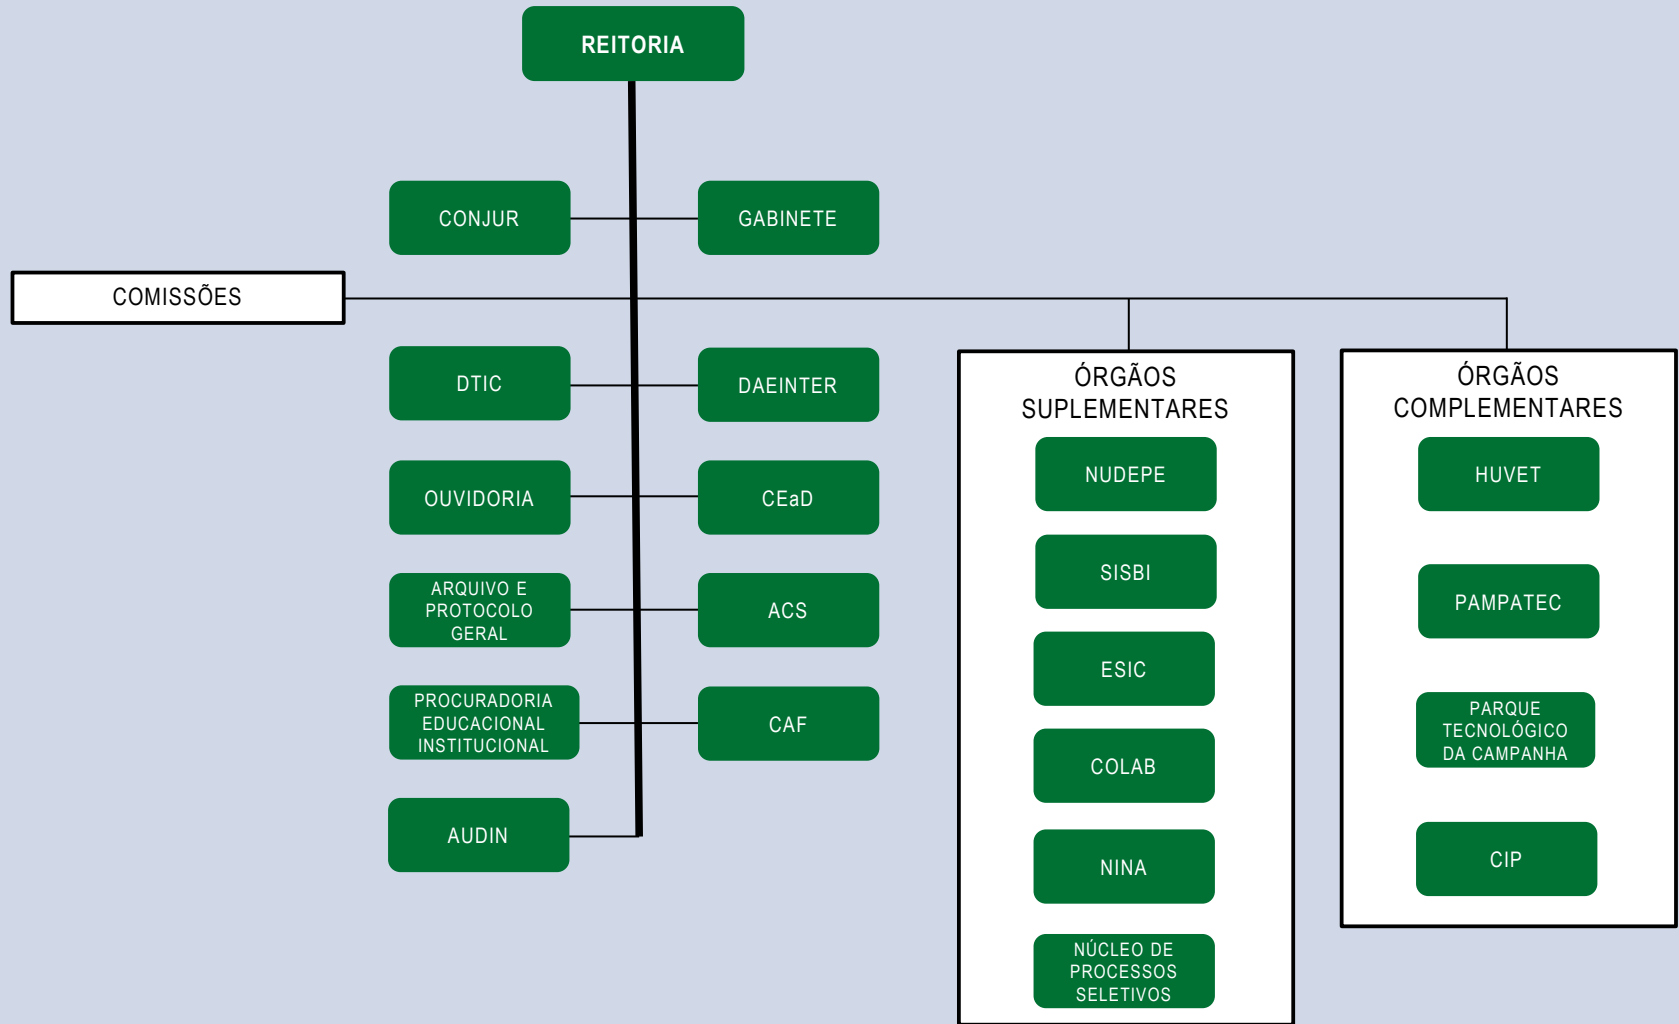 REITORIA
CONJUR
GABINETE
COMISSÕES
DTIC
DAEINTER
OUVIDORIA
CEaD
ARQUIVO E
PROTOCOLO
GERAL
ACS
PROCURADORIA
EDUCACIONAL
INSTITUCIONAL
CAF
AUDIN
ÓRGÃOS
SUPLEMENTARES
NUDEPE
SISBI
ESIC
COLAB
NINA
NÚCLEO DE
PROCESSOS
SELETIVOS
ÓRGÃOS
COMPLEMENTARES
HUVET
PAMPATEC
PARQUE
TECNOLÓGICO
DA CAMPANHA
CIP